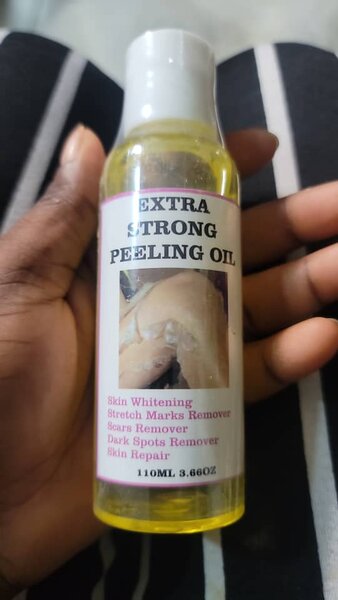 EXTRA
STRONG
PEELING OIL
Skin Whitening
Stretch Marks Remover
Scars Remover
Dark Spots Remover
Skin Repair
110ML 3.66OZ